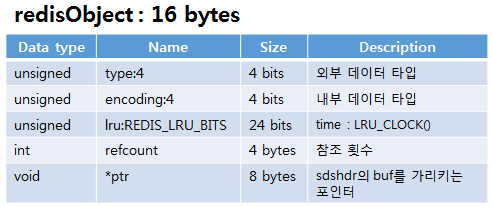 redisObject : 16 bytes
Data type Name Size Description
unsigned type:4 4 bits 외부 데이터 타입
unsigned encoding:4 4 bits 내부 데이터 타입
unsigned lru:REDIS_LRU_BITS 24 bits time : LRU_CLOCK()
int refcount 4 bytes 참조 횟수
void *ptr 8 bytes sdshdr의 buf를 가리키는
포인터